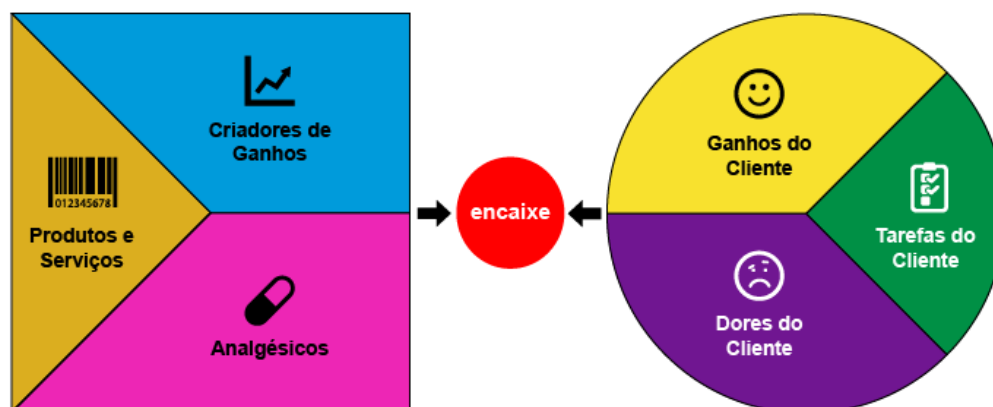 Criadores de
Ganhos
012345678
Produtos e
Serviços
Analgésicos
encaixe
Ganhos do
Cliente
Tarefas do
Cliente
Dores do
Cliente